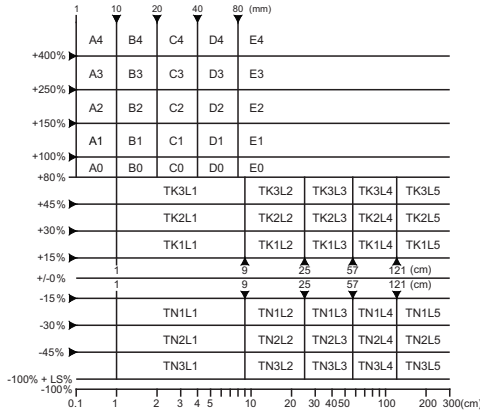 1 10 20 40 80 (mm)
A4 B4 C4 D4 E4
+400%
A3 B3 C3 D3 E3
+250%
A2 B2 C2 D2 E2
+150%
A1 B1 C1 D1 E1
+100%
A0 B0 C0 D0 E0
+80%
TK3L1 TK3L2 TK3L3 TK3L4 TK3L5
+45%
TK2L1 TK2L2 TK2L3 TK2L4 TK2L5
+30%
TK1L1 TK1L2 TK1L3 TK1L4 TK1L5
+15%
1 9 25 57 121 (cm)
+/-0%
1 9 25 57 121 (cm)
-15%
TN1L1 TN1L2 TN1L3 TN1L4 TN1L5
-30%
TN2L1 TN2L2 TN2L3 TN2L4 TN2L5
-45%
TN3L1 TN3L2 TN3L3 TN3L4 TN3L5
-100% + LS%
-100%
0.1 1 2 3 4 5 10 20 30 40 50 100 200 300(cm)